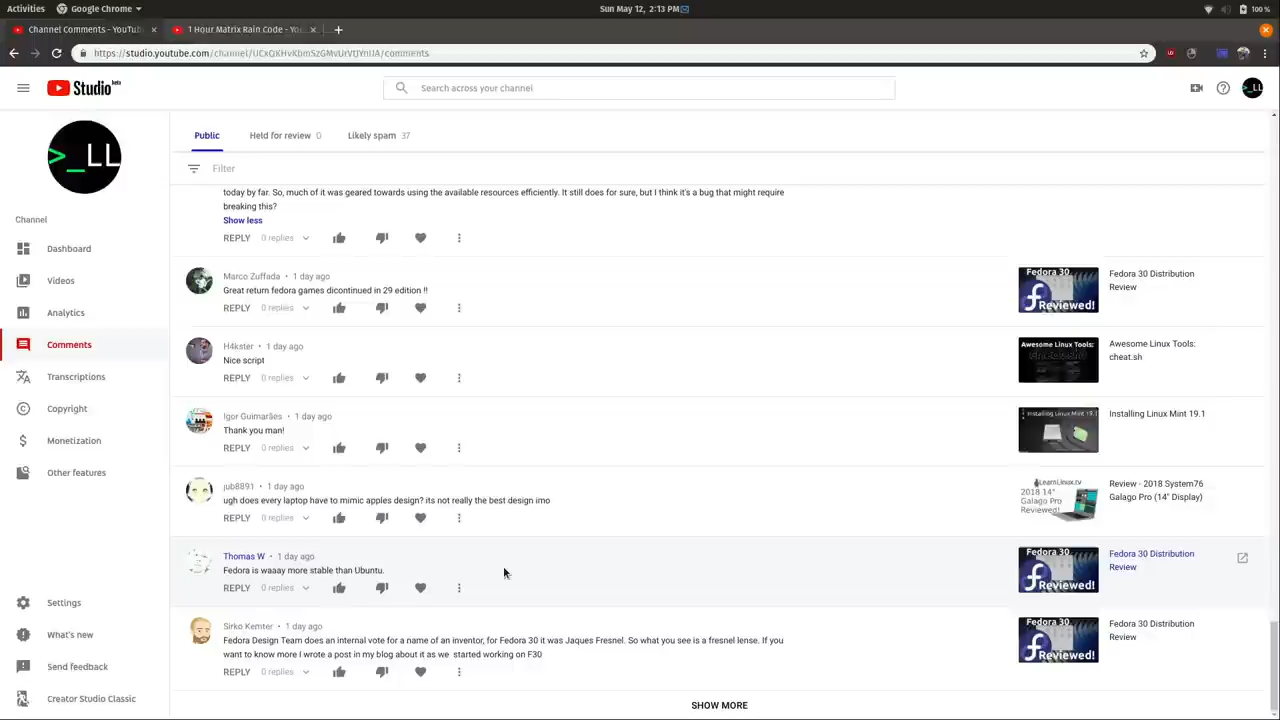 Activities Google Chrome Sun May 12, 2:13 PM 100 %
Channel Comments - YouTub 1 Hour Matrix Rain Code - You
https://studio.youtube.com/channel/
/comments
Studio beta
Search across your channel
>_LL
>_LL
Public Held for review 0 Likely spam 37
Filter
Channel
Dashboard
Videos
Analytics
Comments
Transcriptions
Copyright
Monetization
Other features
Settings
What's new
Send feedback
Creator Studio Classic
today by far. So, much of it was geared towards using the available resources efficiently. It still does for sure, but I think it's a bug that might require
breaking this?
Show less
REPLY 0 replies
Marco Zuffada • 1 day ago
Great return fedora games dicontinued in 29 edition !!
REPLY 0 replies
Fedora 30
Reviewed!
Fedora 30 Distribution
Review
H4kster • 1 day ago
Nice script
REPLY 0 replies
Awesome Linux Tools:
cheat.sh
Awesome Linux Tools:
cheat.sh
Igor Guimarães • 1 day ago
Thank you man!
REPLY 0 replies
Installing Linux Mint 19.1
Installing Linux Mint 19.1
jub8891 • 1 day ago
ugh does every laptop have to mimic apples design? its not really the best design imo
REPLY 0 replies
LearnLinux.tv
2018 14"
Galago Pro
Reviewed!
Review - 2018 System76
Galago Pro (14" Display)
Thomas W • 1 day ago
Fedora is waaay more stable than Ubuntu.
REPLY 0 replies
Fedora 30
Reviewed!
Fedora 30 Distribution
Review
Sirko Kemter • 1 day ago
Fedora Design Team does an internal vote for a name of an inventor, for Fedora 30 it was Jaques Fresnel. So what you see is a fresnel lense. If you
want to know more I wrote a post in my blog about it as we started working on F30
REPLY 0 replies
Fedora 30
Reviewed!
Fedora 30 Distribution
Review
SHOW MORE